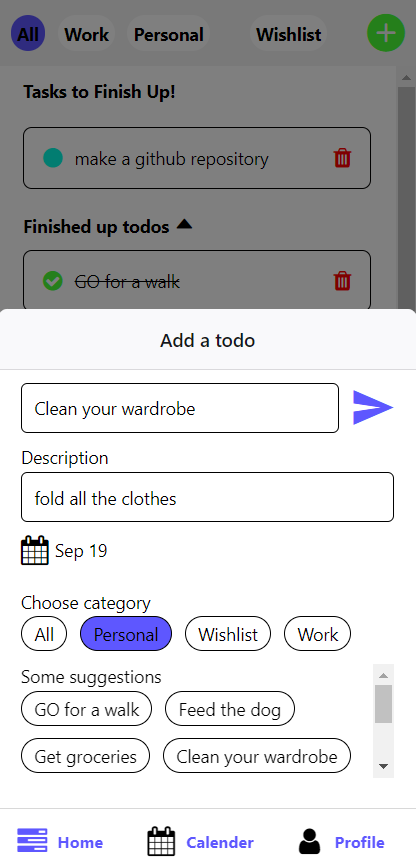 All Work Personal Wishlist
Tasks to Finish Up!
make a github repository
Finished up todos
GO for a walk
Add a todo
Clean your wardrobe
Description
fold all the clothes
Sep 19
Choose category
All Personal Wishlist Work
Some suggestions
GO for a walk Feed the dog
Get groceries Clean your wardrobe
Home Calender Profile